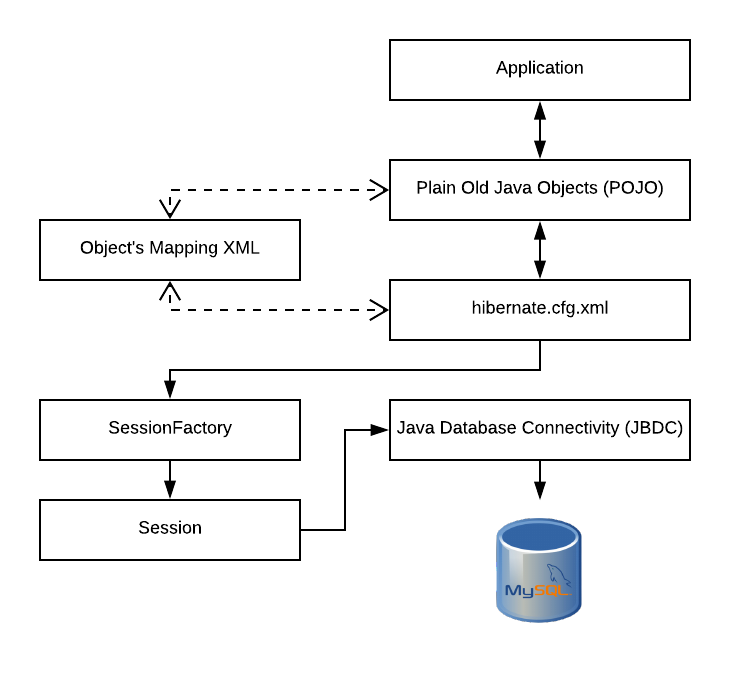 Application
Plain Old Java Objects (POJO)
Object's Mapping XML
hibernate.cfg.xml
SessionFactory
Java Database Connectivity (JBDC)
Session
MySQL